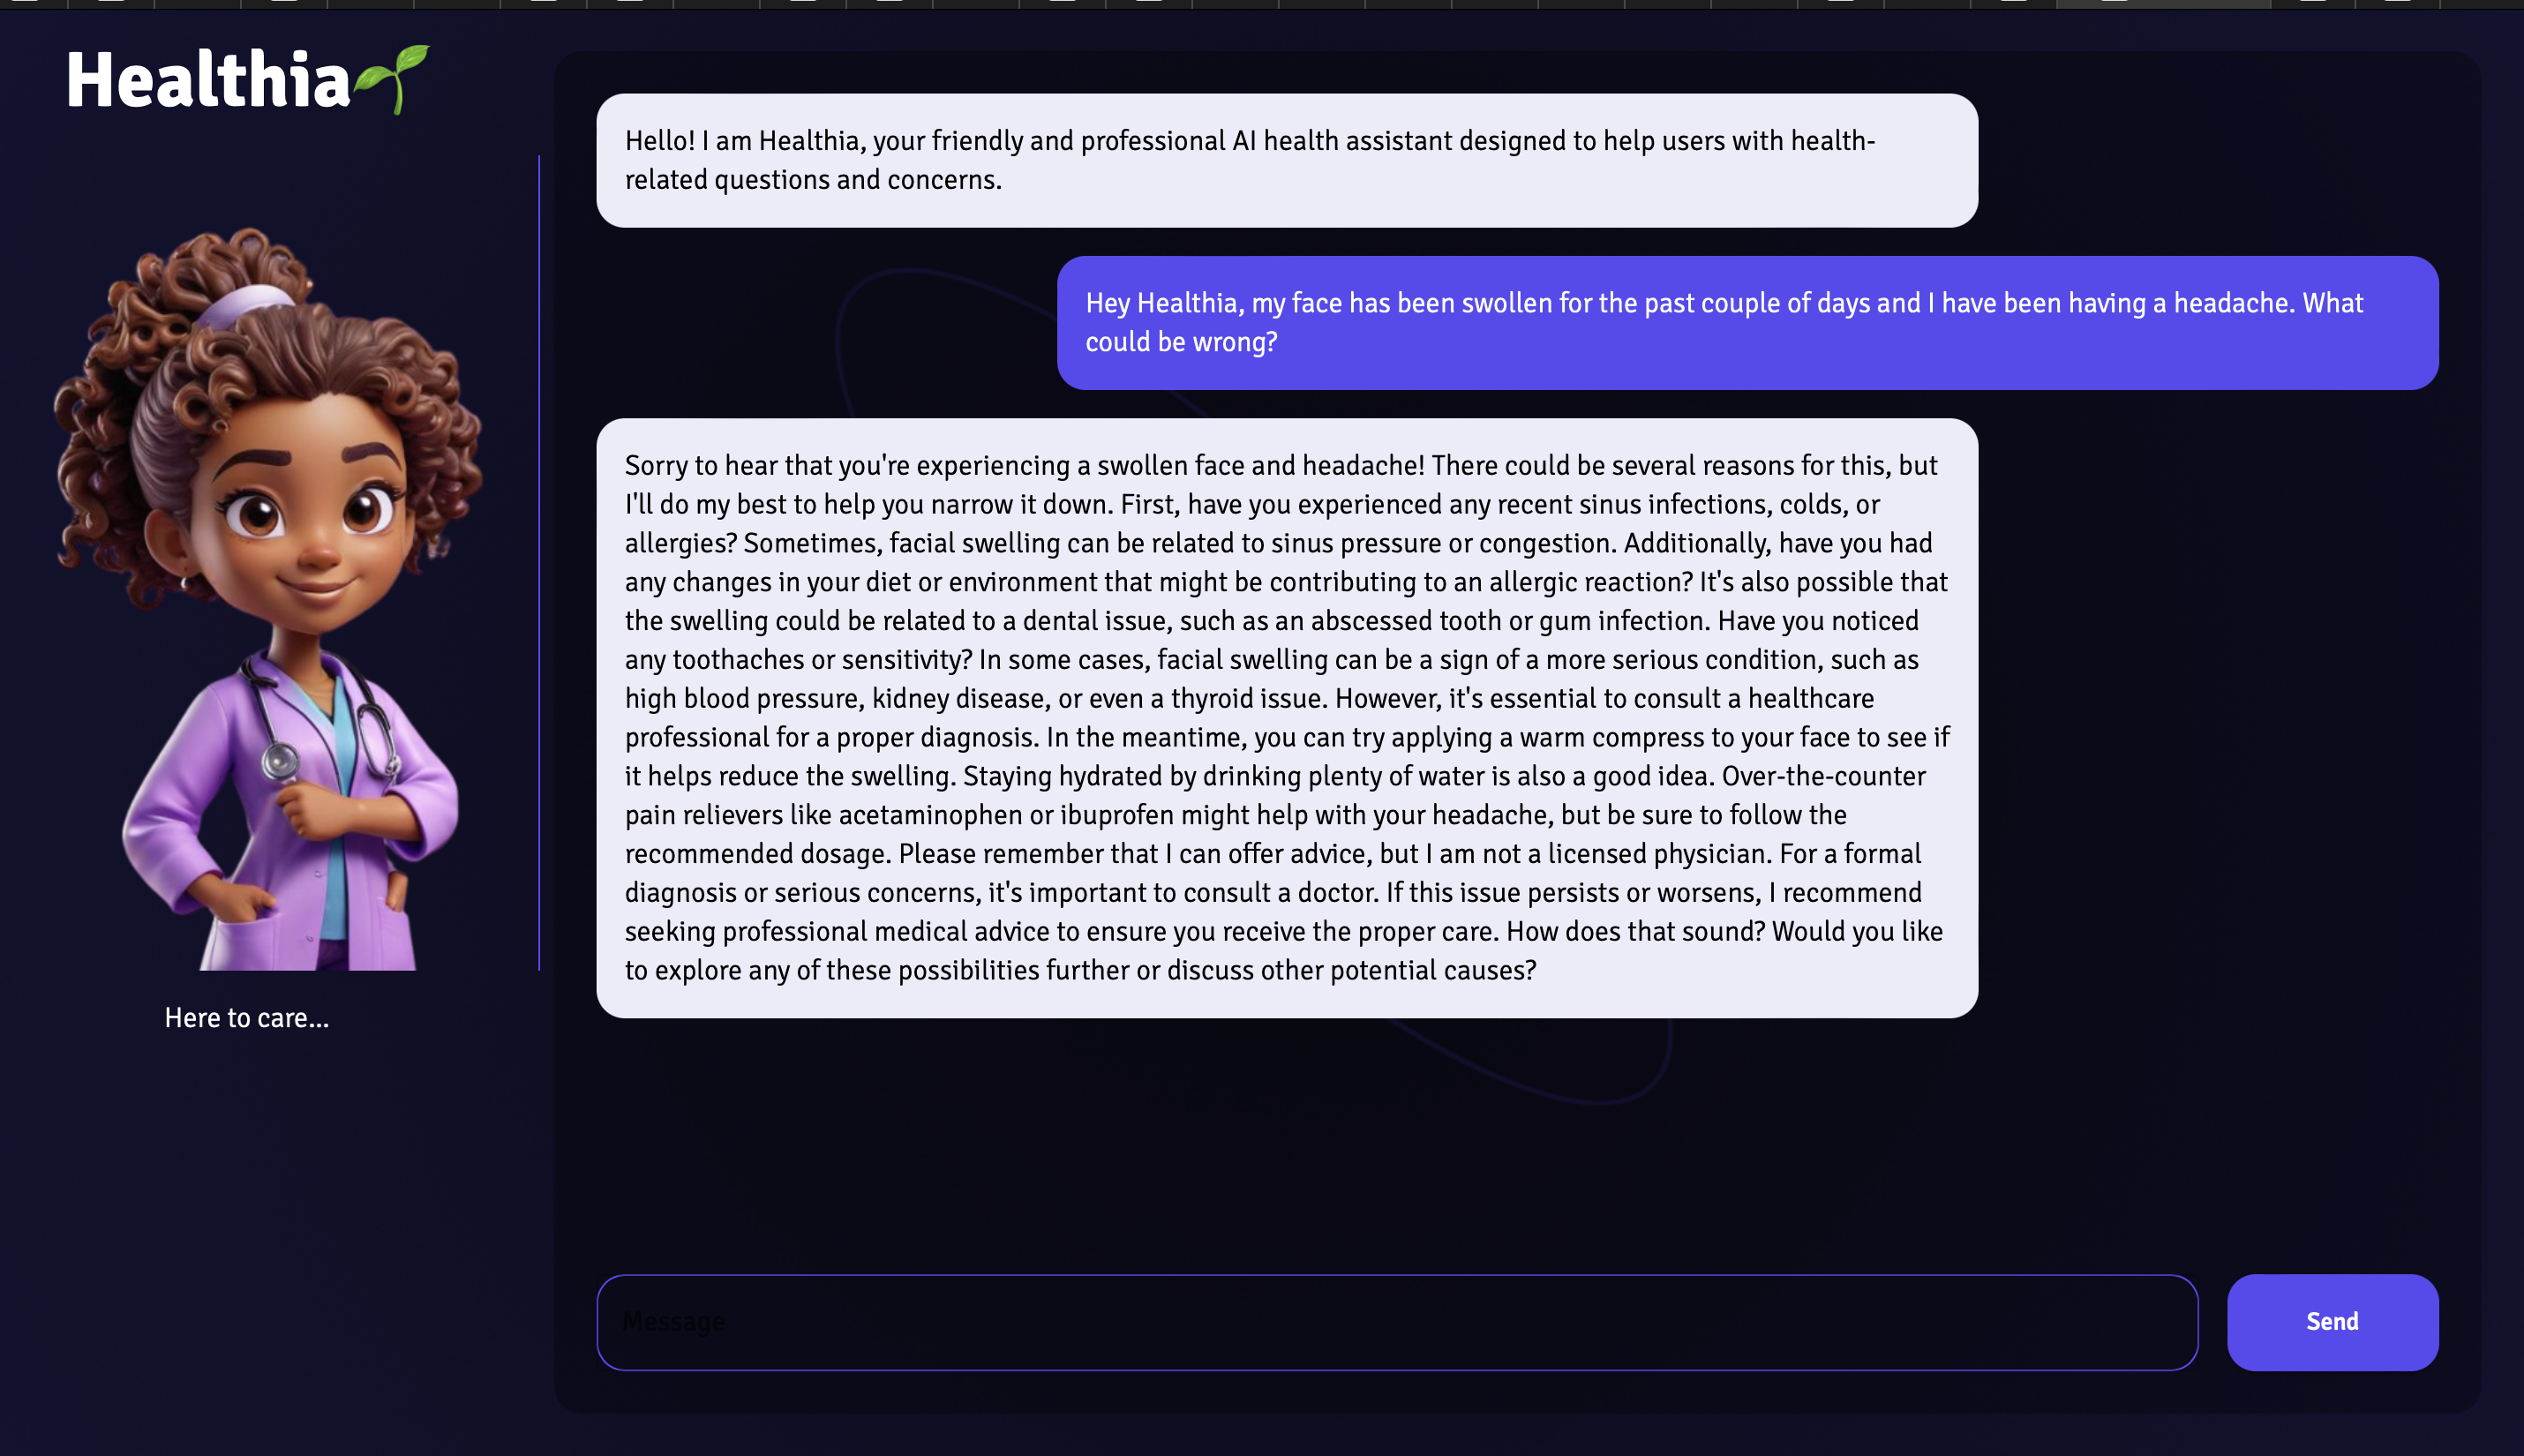 Healthia
Hello! I am Healthia, your friendly and professional AI health assistant designed to help users with health-
related questions and concerns.
Hey Healthia, my face has been swollen for the past couple of days and I have been having a headache. What
could be wrong?
Sorry to hear that you're experiencing a swollen face and headache! There could be several reasons for this, but
I'll do my best to help you narrow it down. First, have you experienced any recent sinus infections, colds, or
allergies? Sometimes, facial swelling can be related to sinus pressure or congestion. Additionally, have you had
any changes in your diet or environment that might be contributing to an allergic reaction? It's also possible that
the swelling could be related to a dental issue, such as an abscessed tooth or gum infection. Have you noticed
any toothaches or sensitivity? In some cases, facial swelling can be a sign of a more serious condition, such as
high blood pressure, kidney disease, or even a thyroid issue. However, it's essential to consult a healthcare
professional for a proper diagnosis. In the meantime, you can try applying a warm compress to your face to see if
it helps reduce the swelling. Staying hydrated by drinking plenty of water is also a good idea. Over-the-counter
pain relievers like acetaminophen or ibuprofen might help with your headache, but be sure to follow the
recommended dosage. Please remember that I can offer advice, but I am not a licensed physician. For a formal
diagnosis or serious concerns, it's important to consult a doctor. If this issue persists or worsens, I recommend
seeking professional medical advice to ensure you receive the proper care. How does that sound? Would you like
to explore any of these possibilities further or discuss other potential causes?
Here to care...
Message
Send